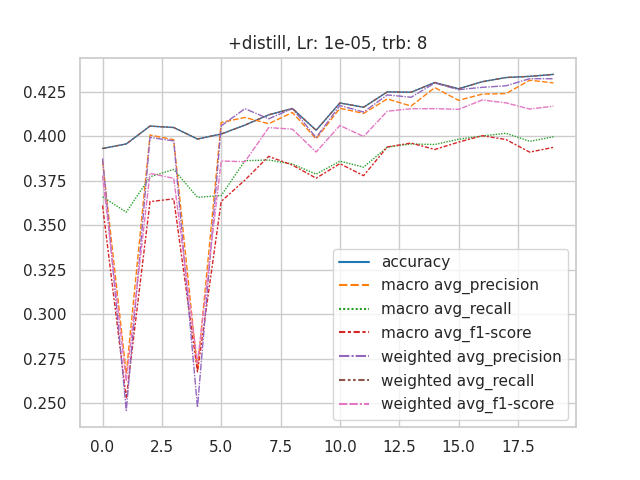 +distill, Lr: 1e-05, trb: 8
0.425
0.400
0.375
0.350
0.325
0.300
0.275
0.250
accuracy
macro avg_precision
macro avg_recall
macro avg_f1-score
weighted avg_precision
weighted avg_recall
weighted avg_f1-score
0.0 2.5 5.0 7.5 10.0 12.5 15.0 17.5